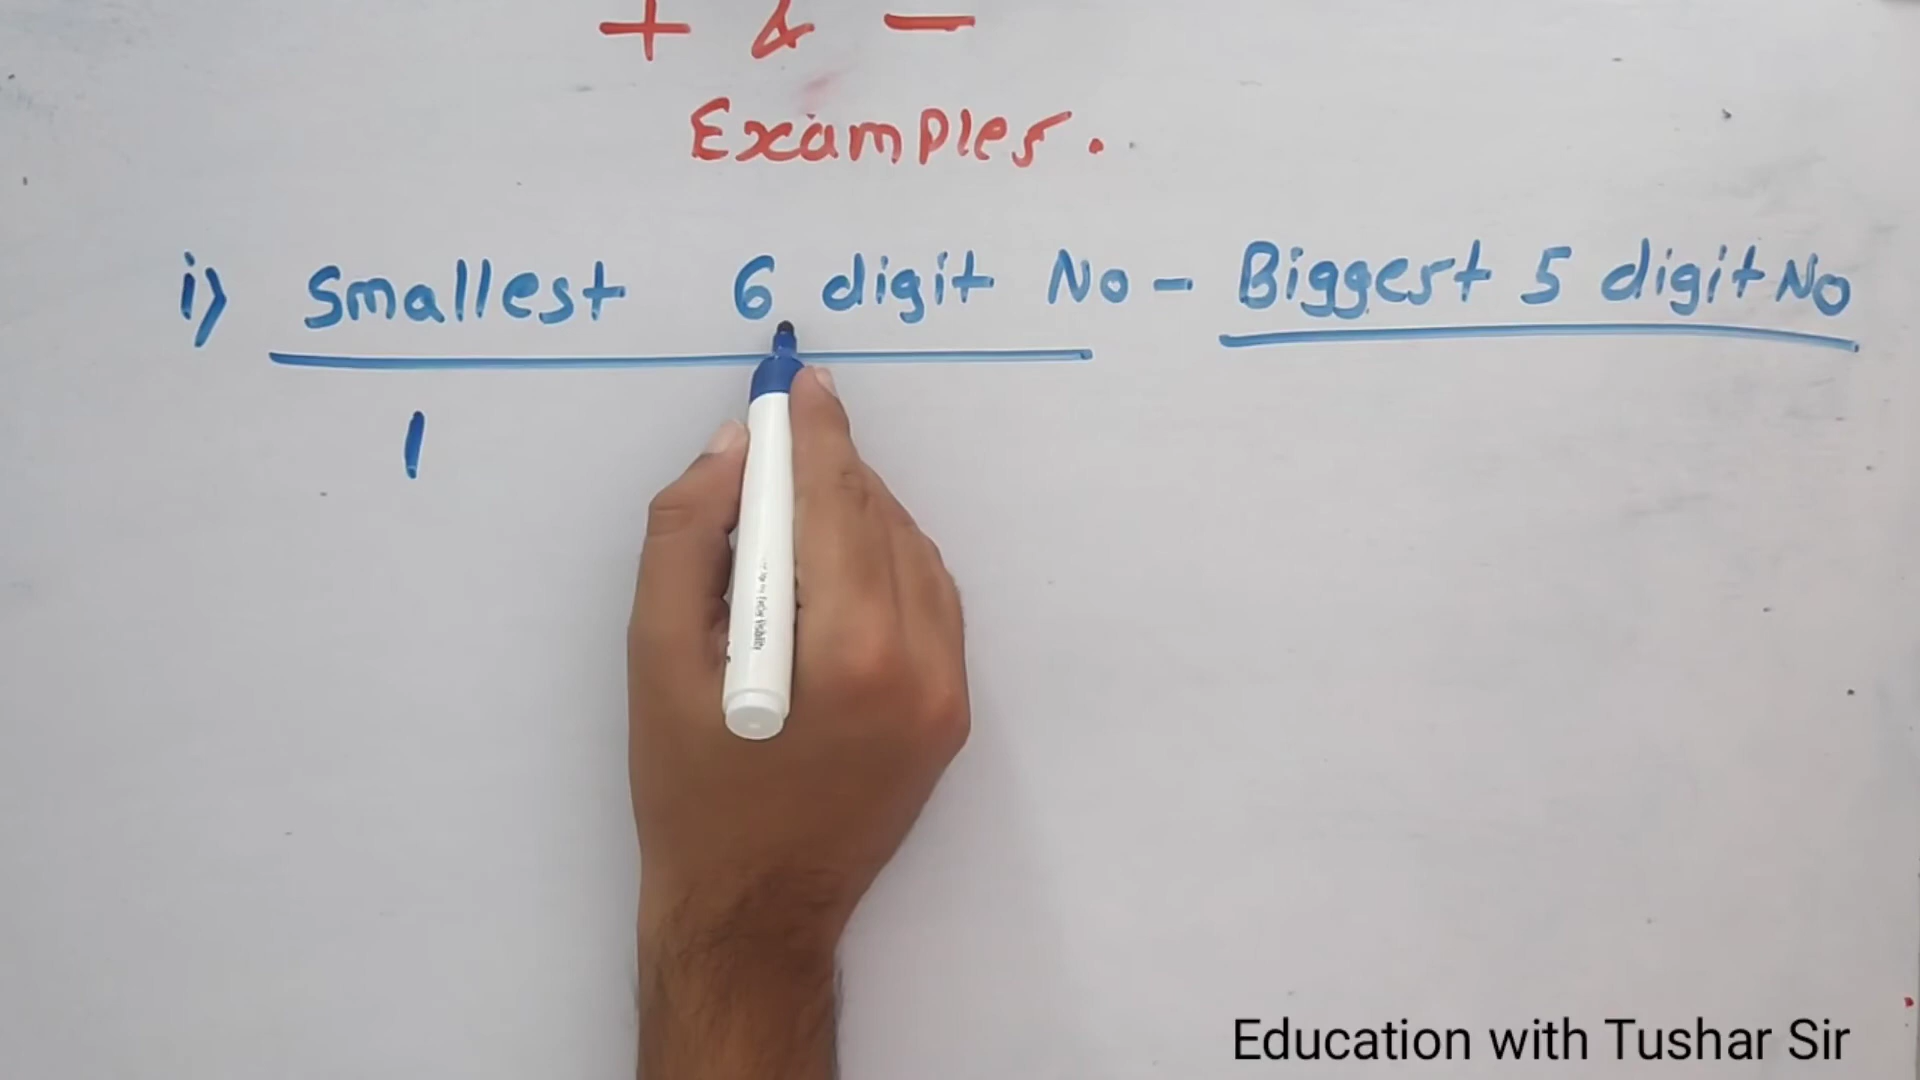 + & -
Examples.
i) Smallest 6 digit No - Biggest 5 digit No
1
Education with Tushar Sir